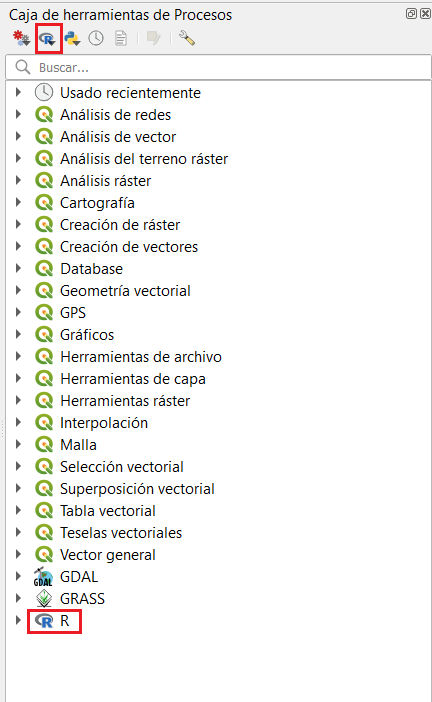 Caja de herramientas de Procesos
R
Buscar...
Usado recientemente
Análisis de redes
Análisis de vector
Análisis del terreno ráster
Análisis ráster
Cartografía
Creación de ráster
Creación de vectores
Database
Geometría vectorial
GPS
Gráficos
Herramientas de archivo
Herramientas de capa
Herramientas ráster
Interpolación
Malla
Selección vectorial
Superposición vectorial
Tabla vectorial
Teselas vectoriales
Vector general
GDAL GDAL
GRASS
R R